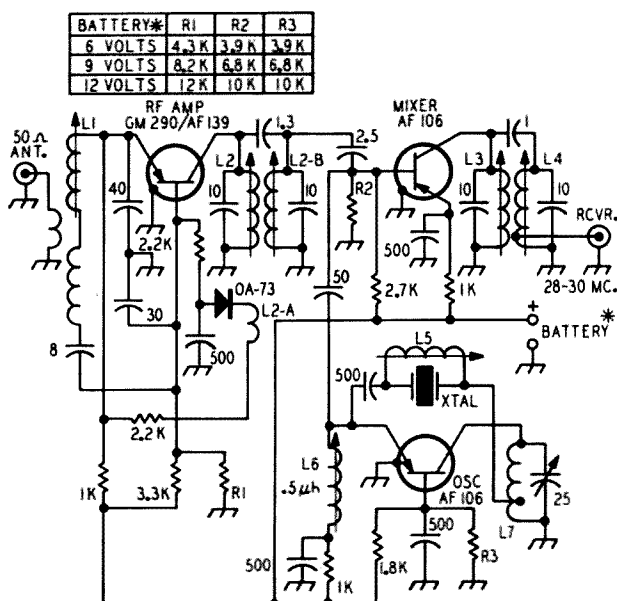 BATTERY* R1 R2 R3
6 VOLTS 4.3K 3.9K 3.9K
9 VOLTS 8.2K 6.8K 6.8K
12 VOLTS 12K 10K 10K
RF AMP
GM 290/AF139
MIXER
AF 106
50 Ω
ANT.
L1
1.3
2.5
1
40
L2
L2-B
R2
L3
L4
10
10
10
10
2.2K
500
RCVR.
28-30 MC.
OA-73
50
2.7K
1K
30
L2-A
+
BATTERY *
8
500
L5
500
XTAL
2.2K
L6
.5μh
OSC
AF 106
25
L7
1K
3.3K
R1
500
500
1K
1.8K
R3